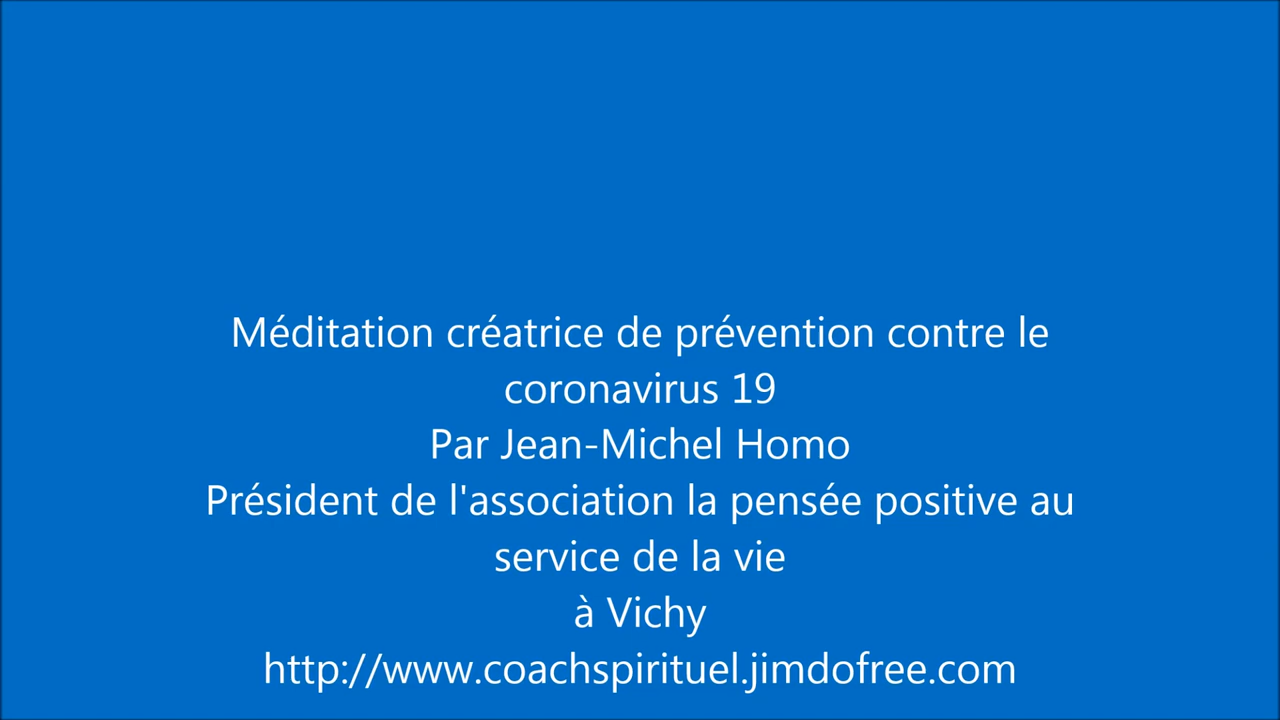 Méditation créatrice de prévention contre le
coronavirus 19
Par Jean-Michel Homo
Président de l'association la pensée positive au
service de la vie
à Vichy
http://www.coachspirituel.jimdofree.com